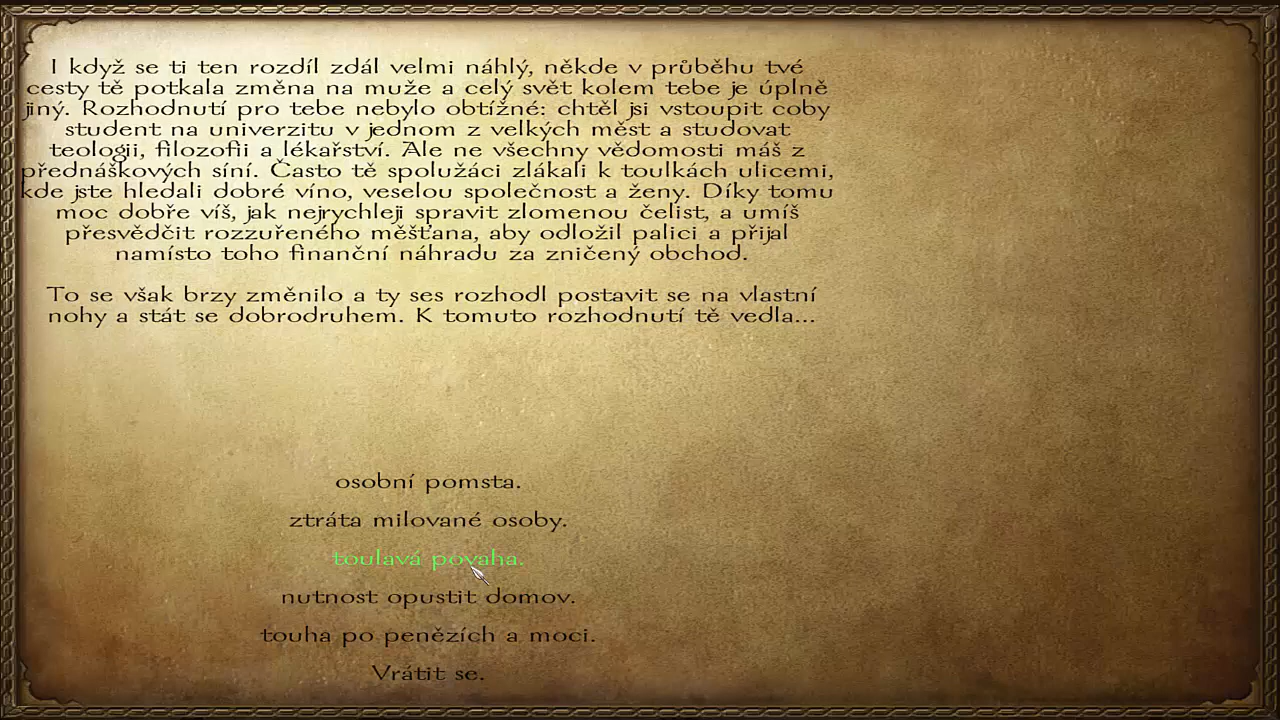 I když se ti ten rozdíl zdál velmi náhlý, někde v průběhu tvé
cesty tě potkala změna na muže a celý svět kolem tebe je úplně
jiný. Rozhodnutí pro tebe nebylo obtížné: chtěl jsi vstoupit coby
student na univerzitu v jednom z velkých měst a studovat
teologii, filozofii a lékařství. Ale ne všechny vědomosti máš z
přednáškových síní. Často tě spolužáci zlákali k toulkách ulicemi,
kde jste hledali dobré víno, veselou společnost a ženy. Díky tomu
moc dobře víš, jak nejrychleji spravit zlomenou čelist, a umíš
přesvědčit rozzuřeného měšťana, aby odložil palici a přijal
namísto toho finanční náhradu za zničený obchod.
To se však brzy změnilo a ty ses rozhodl postavit se na vlastní
nohy a stát se dobrodruhem. K tomuto rozhodnutí tě vedla...
osobní pomsta.
ztráta milované osoby.
toulavá povaha.
nutnost opustit domov.
touha po penězích a moci.
Vrátit se.